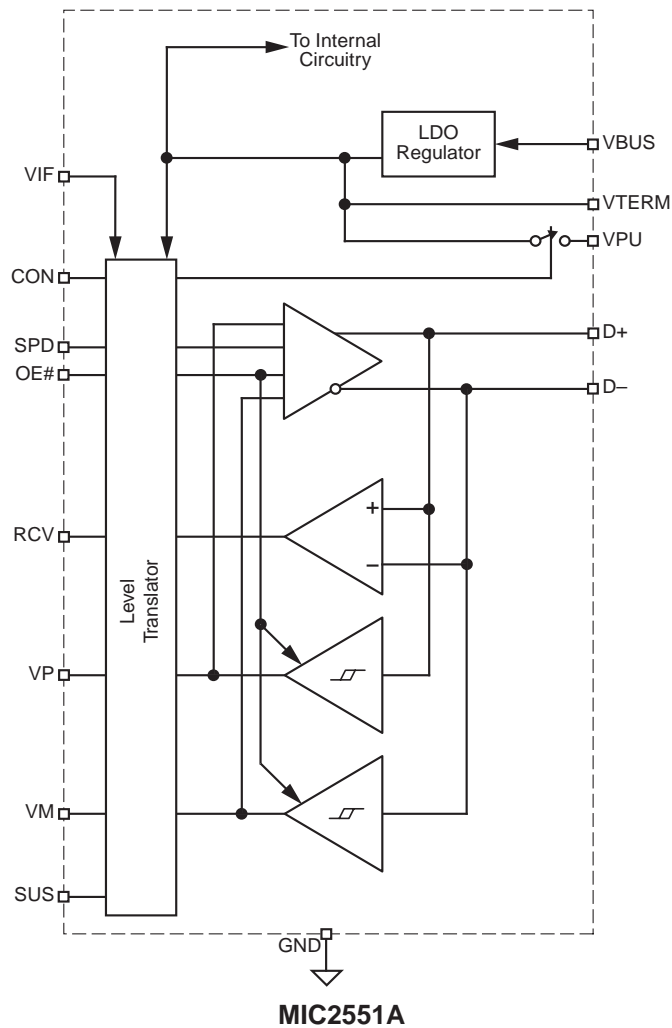 To Internal
Circuitry
LDO
Regulator
VBUS
VIF
VTERM
VPU
CON
SPD
D+
OE#
D–
+
RCV
–
Level
Translator
VP
VM
SUS
GND
MIC2551A